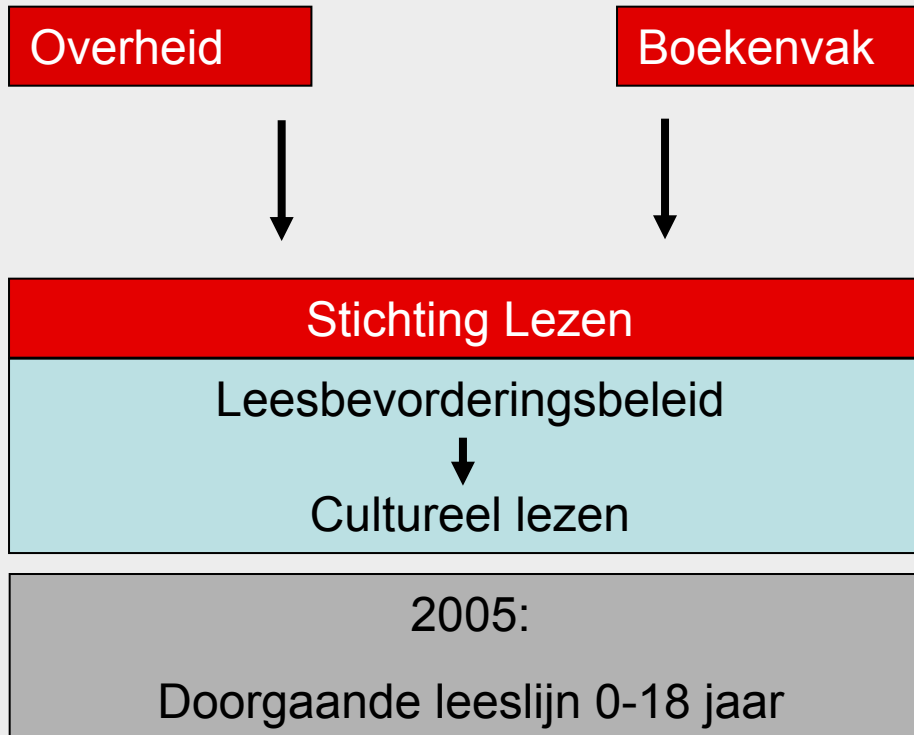 Overheid
Boekenvak
Stichting Lezen
Leesbevorderingsbeleid
Cultureel lezen
2005:
Doorgaande leeslijn 0-18 jaar